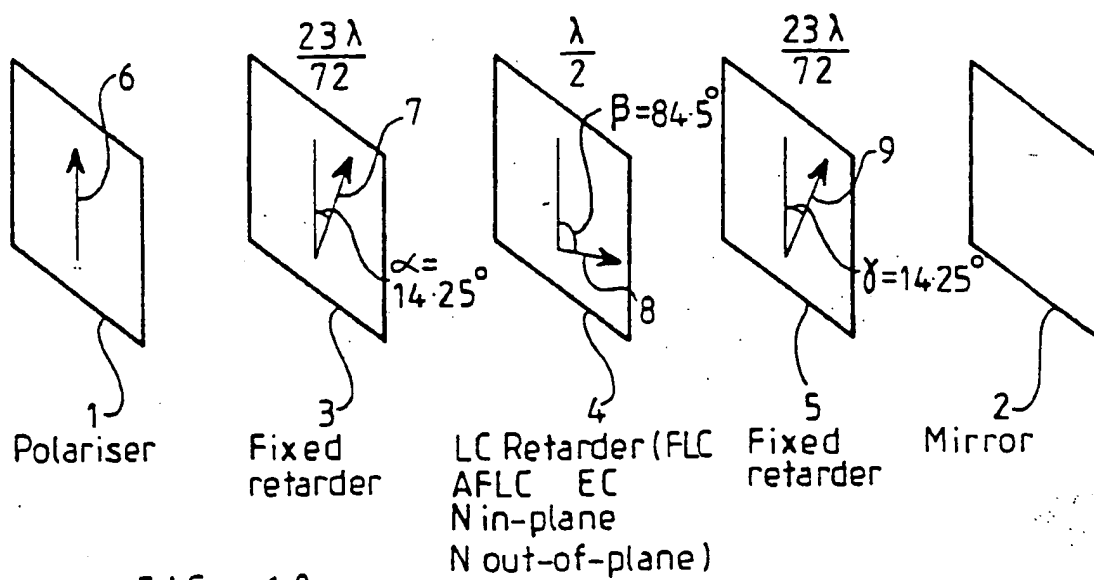 23λ
72
λ
2
23λ
72
6
7
β=84·5°
9
α=
14·25°
8
γ=14·25°
1
3
4
5
2
Polariser
Fixed
retarder
LC Retarder (FLC
AFLC EC
N in-plane
N out-of-plane)
Fixed
retarder
Mirror